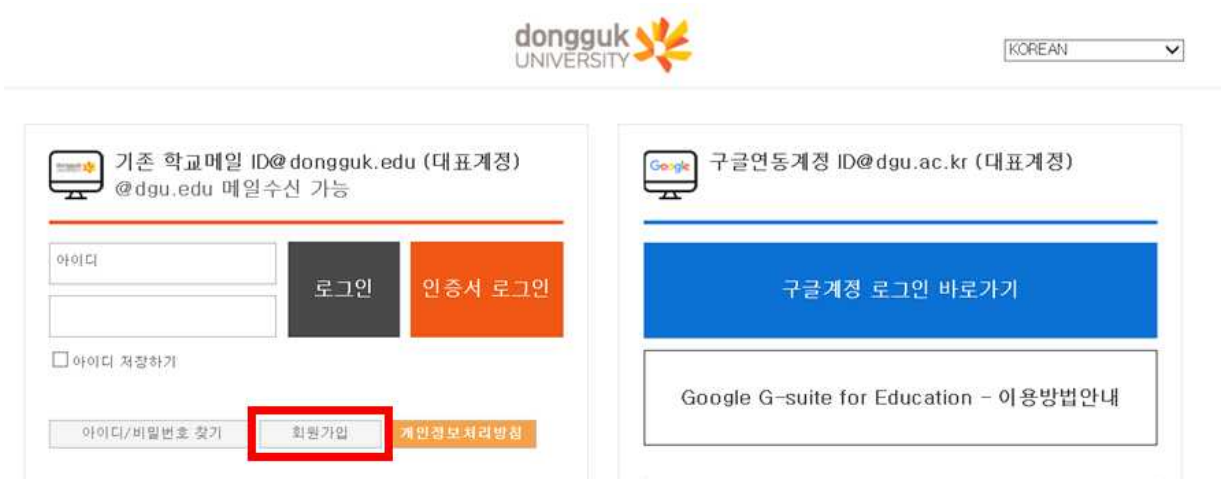 dongguk
UNIVERSITY
KOREAN
기존 학교메일 ID@dongguk.edu (대표계정)
@dgu.edu 메일수신 가능
아이디
로그인
인증서 로그인
아이디 저장하기
아이디/비밀번호 찾기
회원가입
개인정보처리방침
Google
구글연동계정 ID@dgu.ac.kr (대표계정)
구글계정 로그인 바로가기
Google G-suite for Education - 이용방법안내